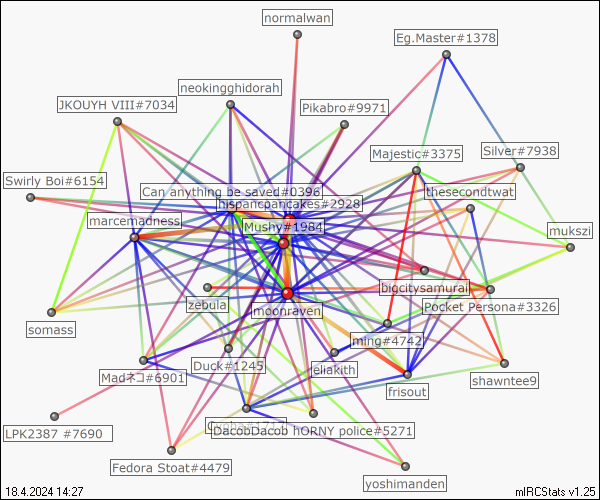 normalwan
Eg.Master#1378
neokingghidorah
JKOUYH VIII#7034
Pikabro#9971
Majestic#3375
Silver#7938
Swirly Boi#6154
Can anything be saved#0396
thesecondtwat
hispancpancakes#2928
marcemadness
Mushy#1984
mukszi
bigcitysamurai
zebula
Pocket Persona#3326
moonraven
somass
ming#4742
Duck#1245
eliakith
Madネコ#6901
shawntee9
frisout
LPK2387 #7690
DacobDacob hORNY police#5271
Fedora Stoat#4479
yoshimanden
18.4.2024 14:27
mIRCStats v1.25